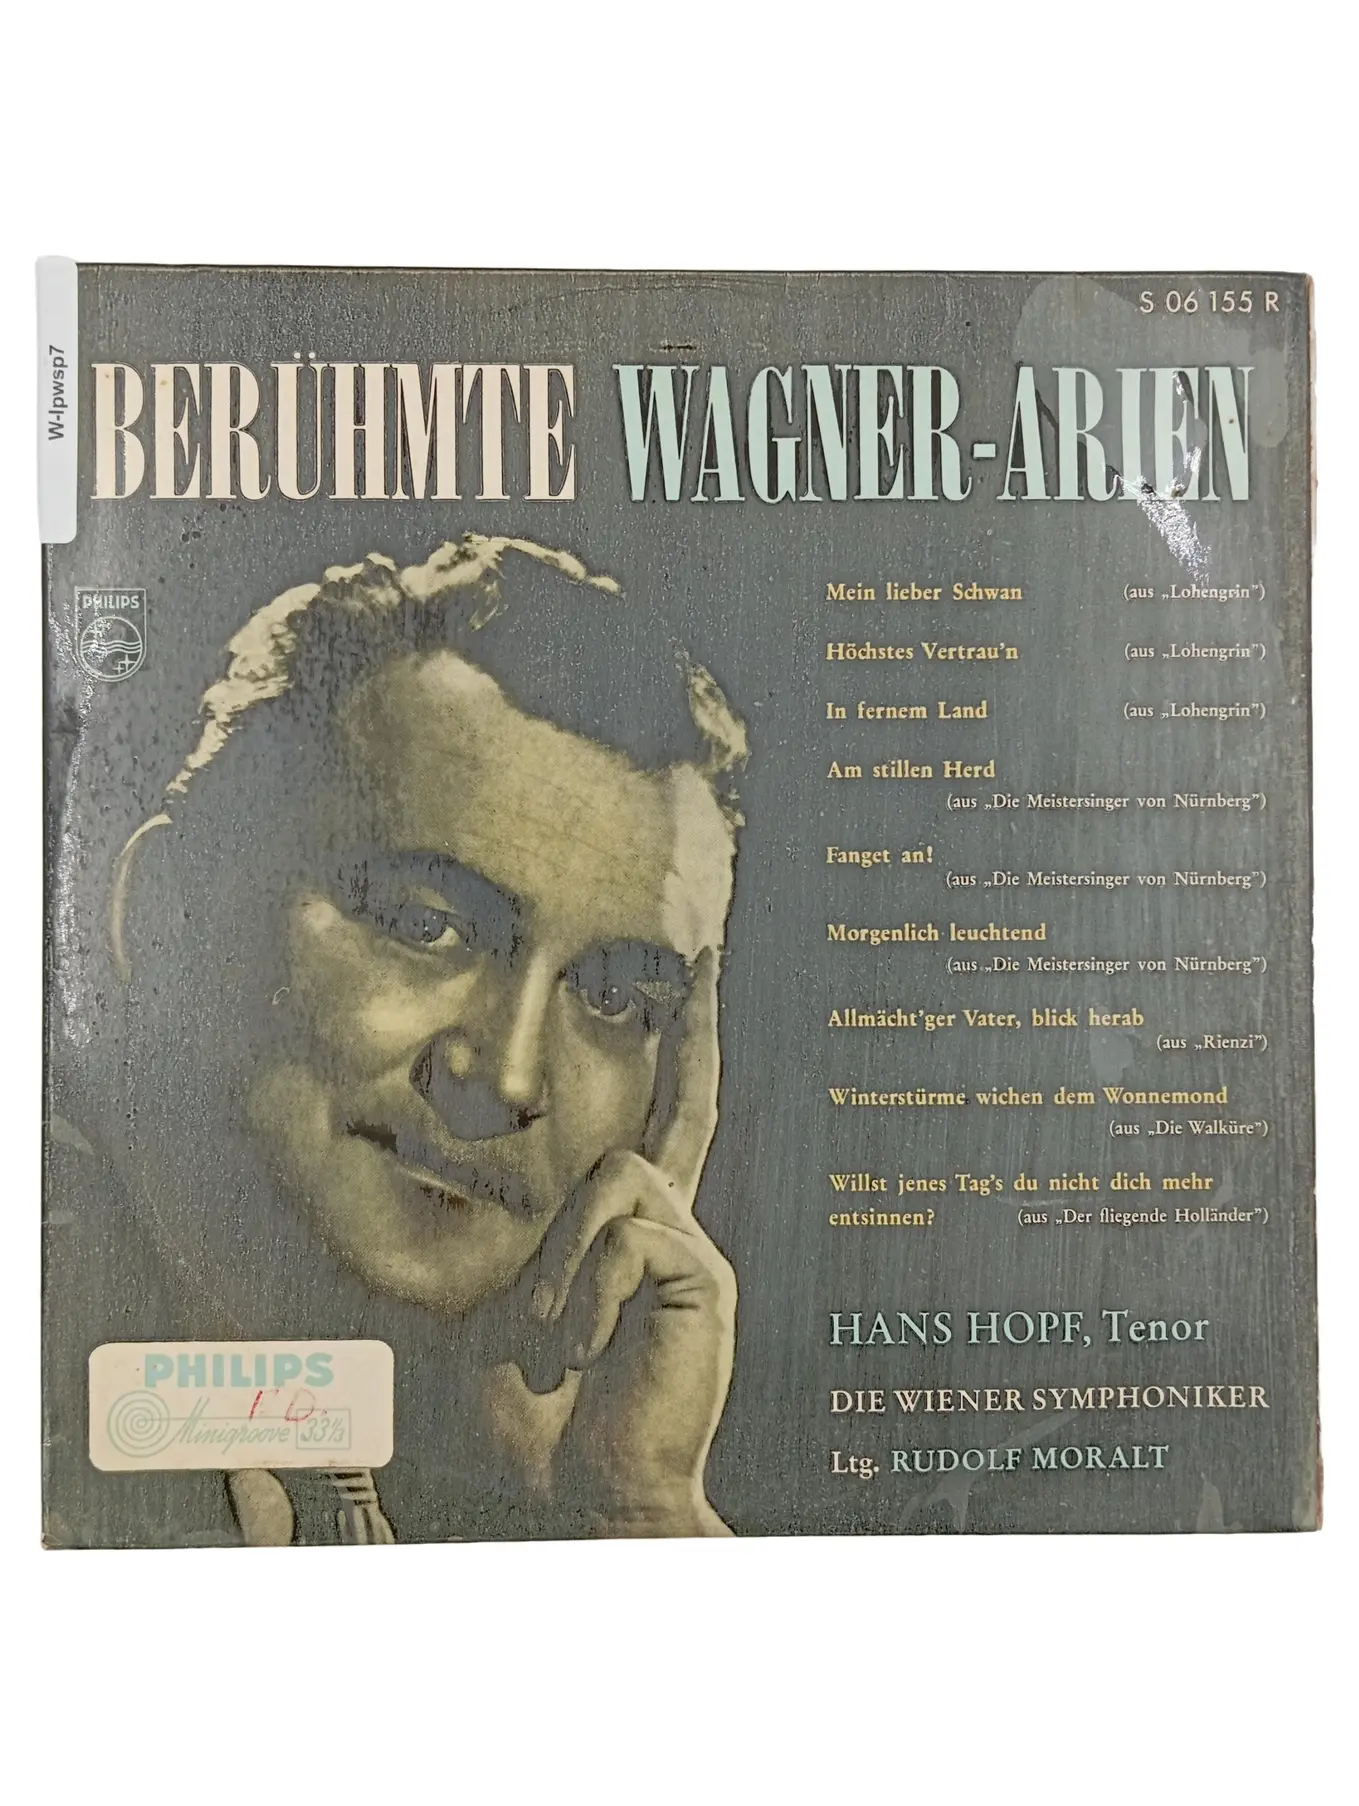 S 06 155 R
W-lpwsp7
BERÜHMTE WAGNER-ARIEN
PHILIPS
Mein lieber Schwan (aus „Lohengrin”)
Höchstes Vertrau'n (aus „Lohengrin”)
In fernem Land (aus „Lohengrin”)
Am stillen Herd
(aus „Die Meistersinger von Nürnberg”)
Fanget an!
(aus „Die Meistersinger von Nürnberg”)
Morgenlich leuchtend
(aus „Die Meistersinger von Nürnberg”)
Allmächt'ger Vater, blick herab
(aus „Rienzi”)
Winterstürme wichen dem Wonnemond
(aus „Die Walküre”)
Willst jenes Tag's du nicht dich mehr
entsinnen? (aus „Der fliegende Holländer”)
HANS HOPF, Tenor
DIE WIENER SYMPHONIKER
Ltg. RUDOLF MORALT
PHILIPS
Minigroove 33⅓